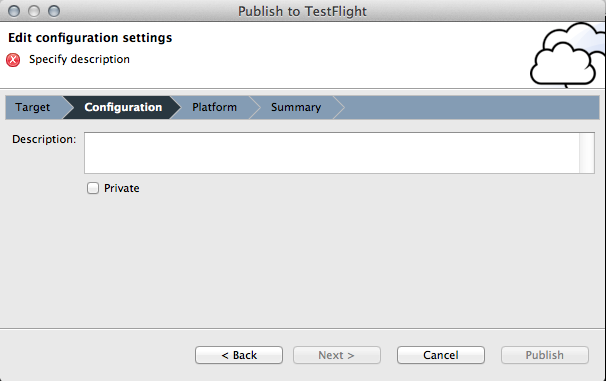 Publish to TestFlight
Edit configuration settings
Specify description
Target Configuration Platform Summary
Description:
Private
< Back Next > Cancel Publish